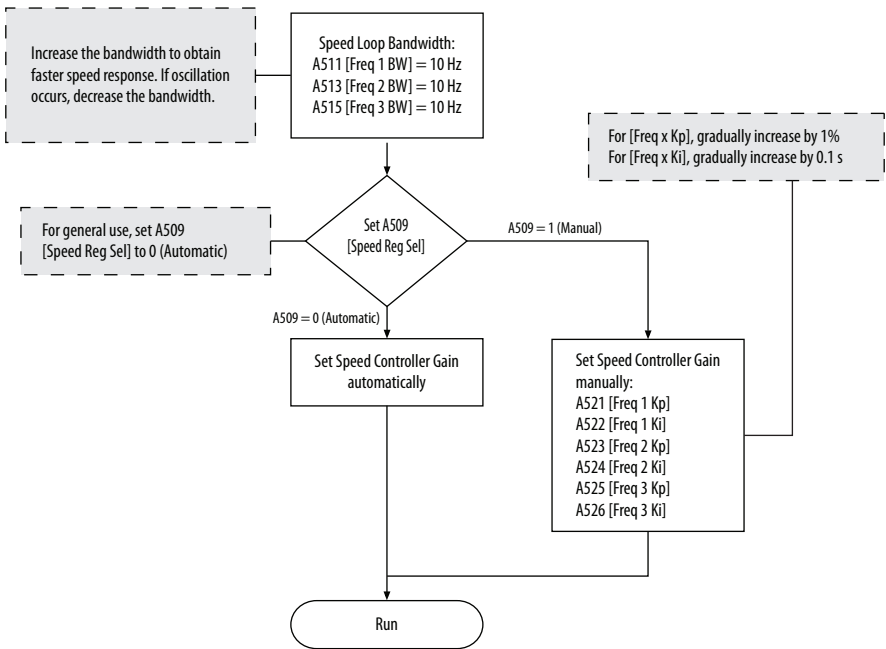 Increase the bandwidth to obtain
faster speed response. If oscillation
occurs, decrease the bandwidth.
Speed Loop Bandwidth:
A511 [Freq 1 BW] = 10 Hz
A513 [Freq 2 BW] = 10 Hz
A515 [Freq 3 BW] = 10 Hz
For [Freq x Kp], gradually increase by 1%
For [Freq x Ki], gradually increase by 0.1 s
For general use, set A509
[Speed Reg Sel] to 0 (Automatic)
Set A509
[Speed Reg Sel]
A509 = 1 (Manual)
A509 = 0 (Automatic)
Set Speed Controller Gain
automatically
Set Speed Controller Gain
manually:
A521 [Freq 1 Kp]
A522 [Freq 1 Ki]
A523 [Freq 2 Kp]
A524 [Freq 2 Ki]
A525 [Freq 3 Kp]
A526 [Freq 3 Ki]
Run